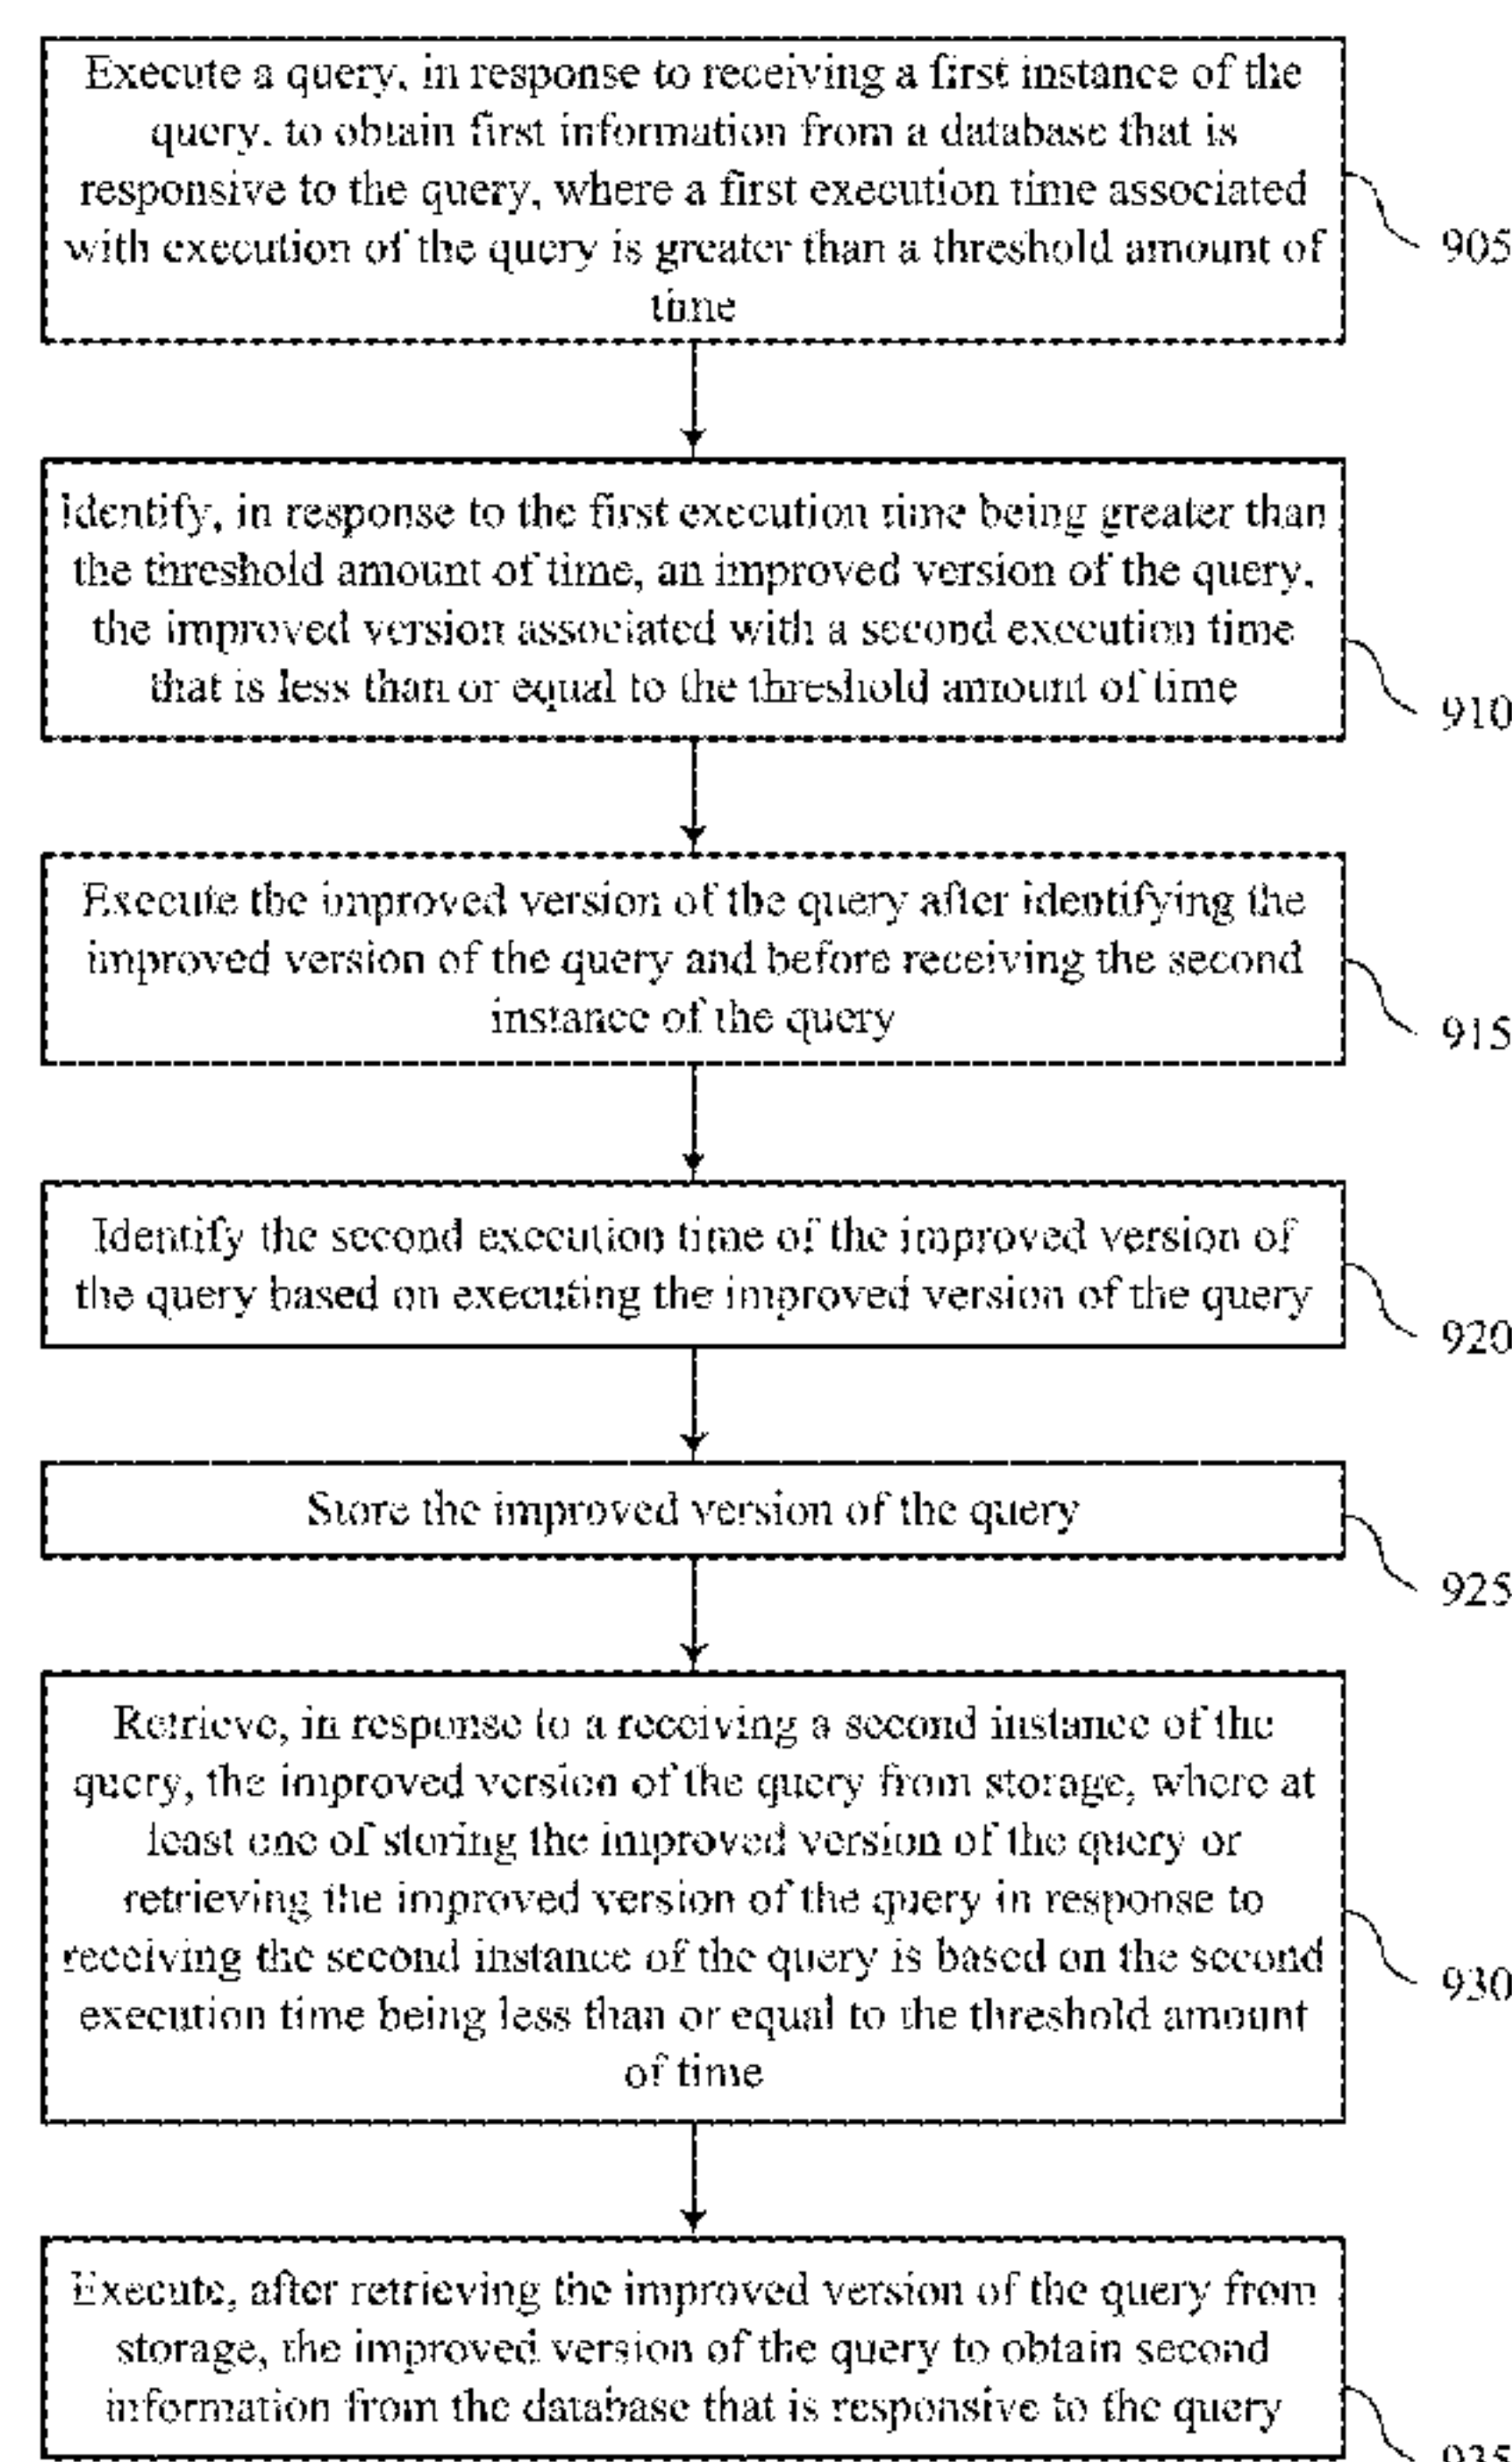 Execute a query, in response to receiving a first instance of the
query, to obtain first information from a database that is
responsive to the query, where a first execution time associated
with execution of the query is greater than a threshold amount of
time
905
Identify, in response to the first execution time being greater than
the threshold amount of time, an improved version of the query,
the improved version associated with a second execution time
that is less than or equal to the threshold amount of time
910
Execute the improved version of the query after identifying the
improved version of the query and before receiving the second
instance of the query
915
Identify the second execution time of the improved version of
the query based on executing the improved version of the query
920
Store the improved version of the query
925
Retrieve, in response to a receiving a second instance of the
query, the improved version of the query from storage, where at
least one of storing the improved version of the query or
retrieving the improved version of the query in response to
receiving the second instance of the query is based on the second
execution time being less than or equal to the threshold amount
of time
930
Execute, after retrieving the improved version of the query from
storage, the improved version of the query to obtain second
information from the database that is responsive to the query
935